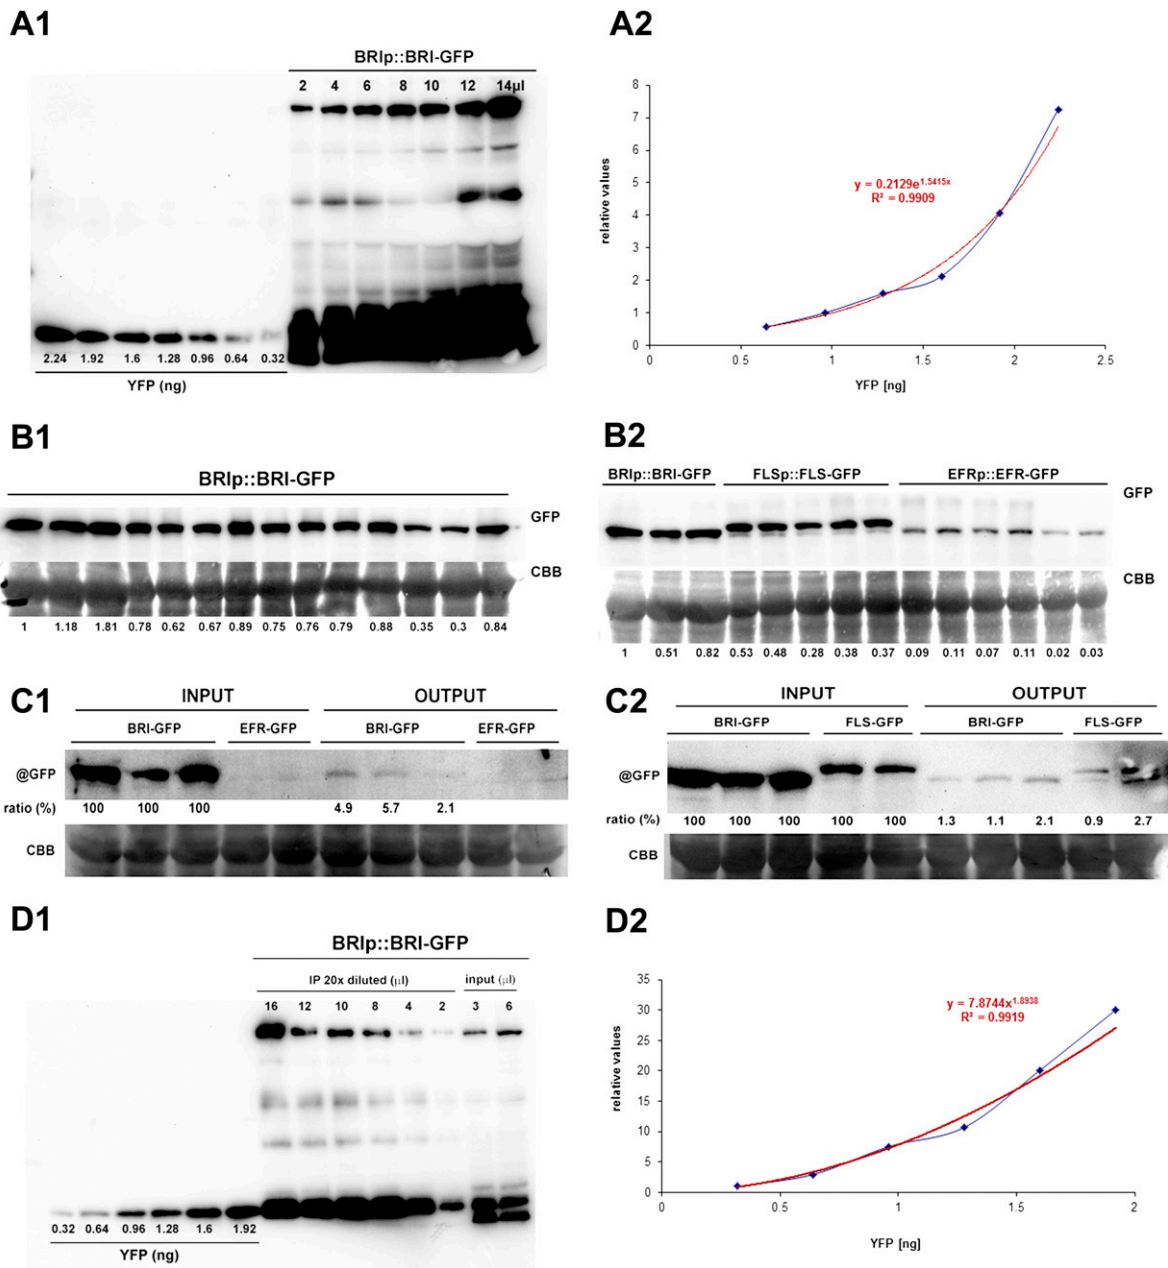 A1
BRIp::BRI-GFP
2 4 6 8 10 12 14µl
2.24 1.92 1.6 1.28 0.96 0.64 0.32
YFP (ng)
A2
8
7
6
5
4
3
2
1
0
relative values
y = 0.2129e^1.5415x
R² = 0.9909
0 0.5 1 1.5 2 2.5
YFP [ng]
B1
BRIp::BRI-GFP
GFP
CBB
1 1.18 1.81 0.78 0.62 0.67 0.89 0.75 0.76 0.79 0.88 0.35 0.3 0.84
B2
BRIp::BRI-GFP FLSp::FLS-GFP EFRp::EFR-GFP
GFP
CBB
1 0.51 0.82 0.53 0.48 0.28 0.38 0.37 0.09 0.11 0.07 0.11 0.02 0.03
C1
INPUT OUTPUT
BRI-GFP EFR-GFP BRI-GFP EFR-GFP
@GFP
ratio (%) 100 100 100 4.9 5.7 2.1
CBB
C2
INPUT OUTPUT
BRI-GFP FLS-GFP BRI-GFP FLS-GFP
@GFP
ratio (%) 100 100 100 100 100 1.3 1.1 2.1 0.9 2.7
CBB
D1
BRIp::BRI-GFP
IP 20x diluted (µl) input (µl)
16 12 10 8 4 2 3 6
0.32 0.64 0.96 1.28 1.6 1.92
YFP (ng)
D2
35
30
25
20
15
10
5
0
relative values
y = 7.8744x^1.8938
R² = 0.9919
0 0.5 1 1.5 2
YFP [ng]